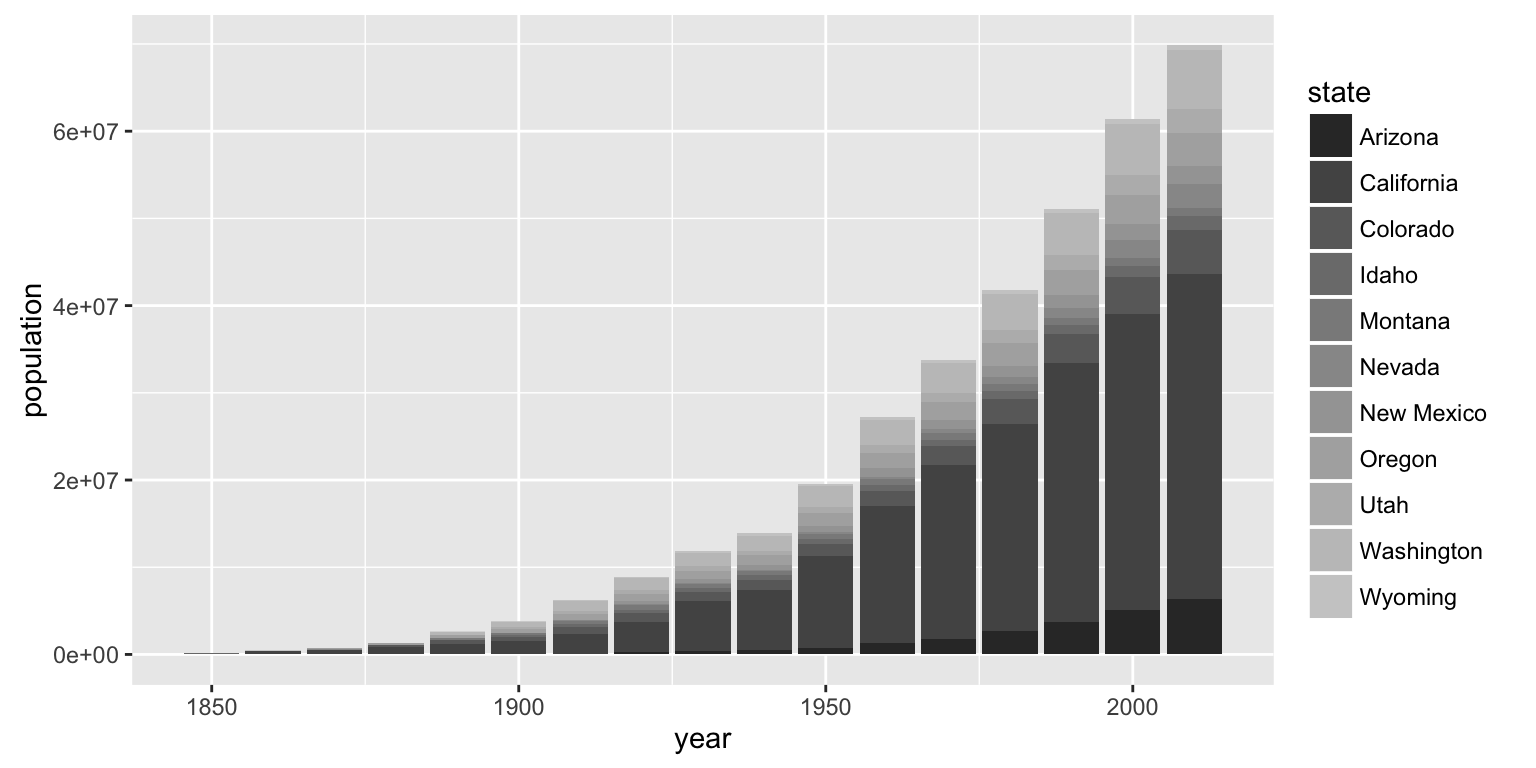 population
6e+07
4e+07
2e+07
0e+00
1850 1900 1950 2000
year
state
Arizona
California
Colorado
Idaho
Montana
Nevada
New Mexico
Oregon
Utah
Washington
Wyoming